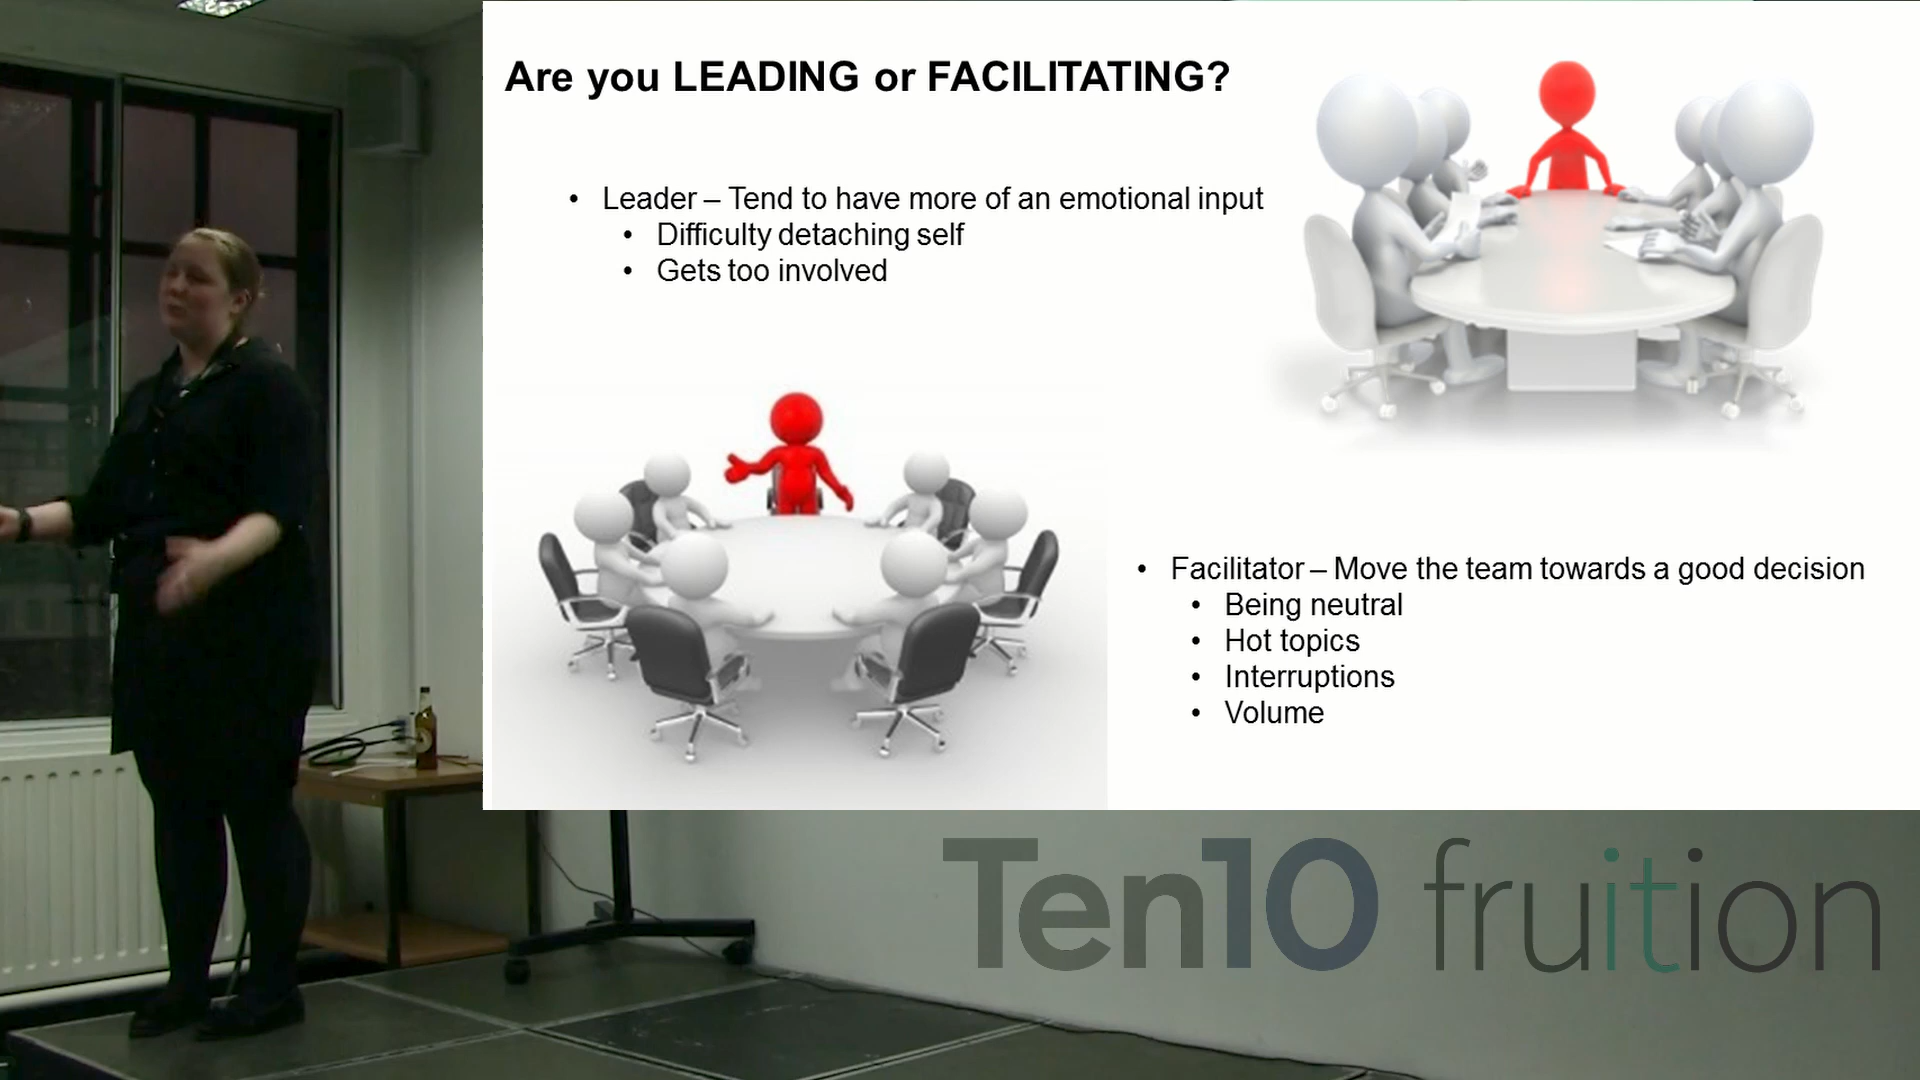 Are you LEADING or FACILITATING?
• Leader – Tend to have more of an emotional input
• Difficulty detaching self
• Gets too involved
• Facilitator – Move the team towards a good decision
• Being neutral
• Hot topics
• Interruptions
• Volume
Ten10 fruition